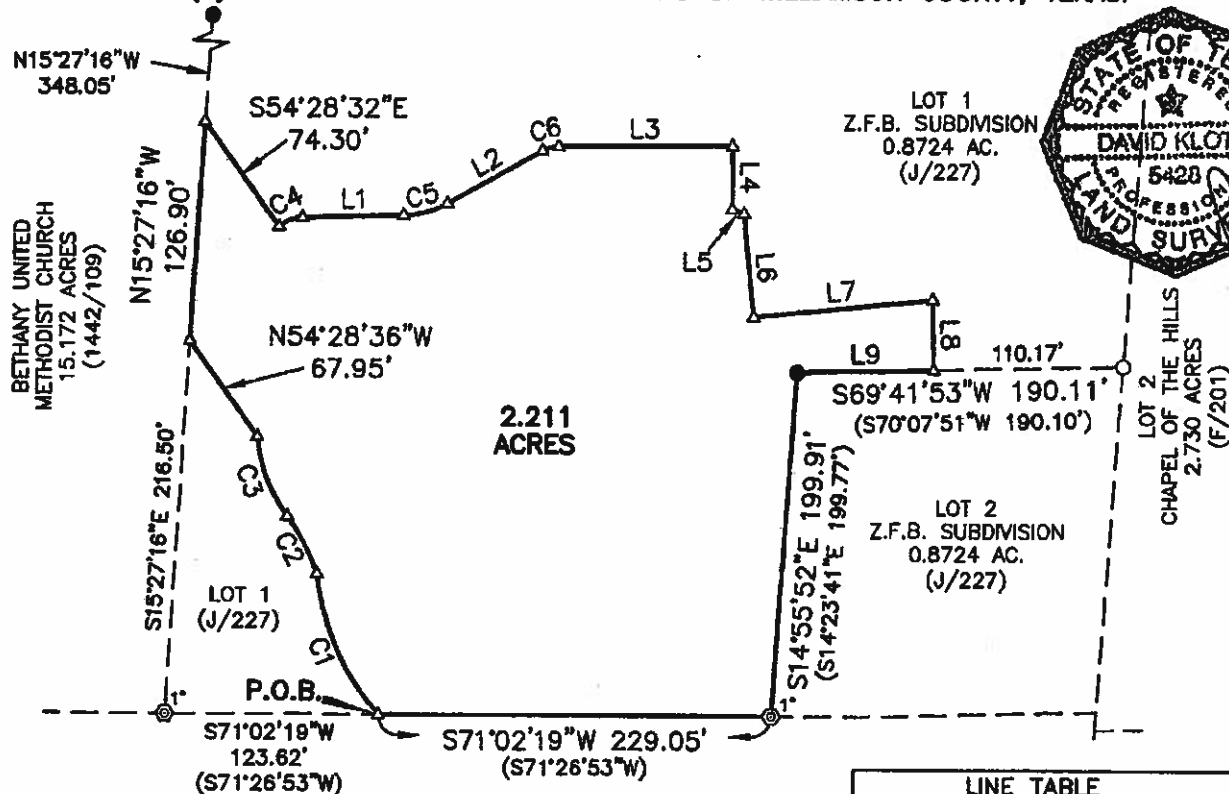 N15°27'16"W
348.05'
S54°28'32"E
74.30'
N15°27'16"W
126.90'
BETHANY UNITED
METHODIST CHURCH
15.172 ACRES
(1442/109)
C4
L1
C5
L2
C6
L3
L4
L5
L6
L7
L8
L9
LOT 1
Z.F.B. SUBDIVISION
0.8724 AC.
(J/227)
STATE OF TE
REGISTERE
DAVID KLOT
5428
PROFESSION
LAND SURV
N54°28'36"W
67.95'
2.211
ACRES
110.17'
S69°41'53"W 190.11'
(S70°07'51"W 190.10')
LOT 2
CHAPEL OF THE HILLS
2.730 ACRES
(F/201)
S15°27'16"E 216.50'
C3
C2
C1
LOT 1
(J/227)
S14°55'52"E 199.91'
(S14°23'41"E 199.77')
LOT 2
Z.F.B. SUBDIVISION
0.8724 AC.
(J/227)
1"
P.O.B.
1"
S71°02'19"W
123.62'
(S71°26'53"W)
S71°02'19"W 229.05'
(S71°26'53"W)
LINE TABLE